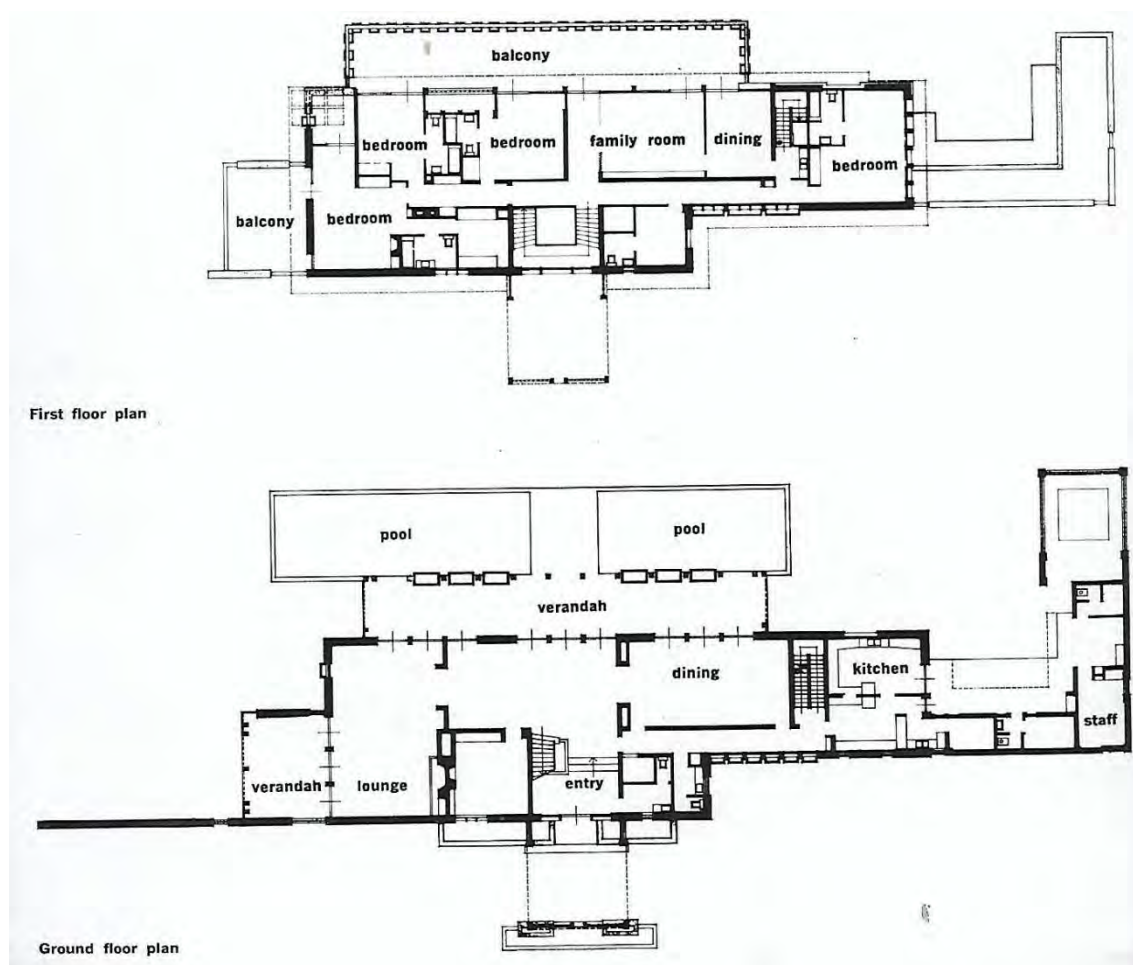 balcony
bedroom
bedroom
family room
dining
bedroom
balcony
bedroom
First floor plan
pool
pool
verandah
dining
kitchen
staff
verandah
lounge
entry
Ground floor plan